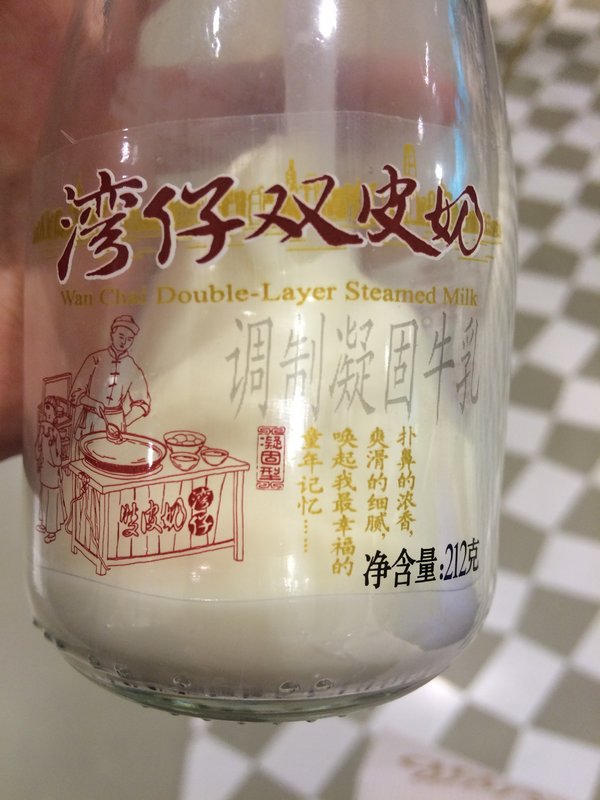 湾仔双皮奶
Wan Chai Double-Layer Steamed Milk
调制凝固牛乳
扑鼻的浓香，
爽滑的细腻，
唤起我最幸福的
童年记忆……
凝固型
湾仔
雙皮奶
净含量:212克